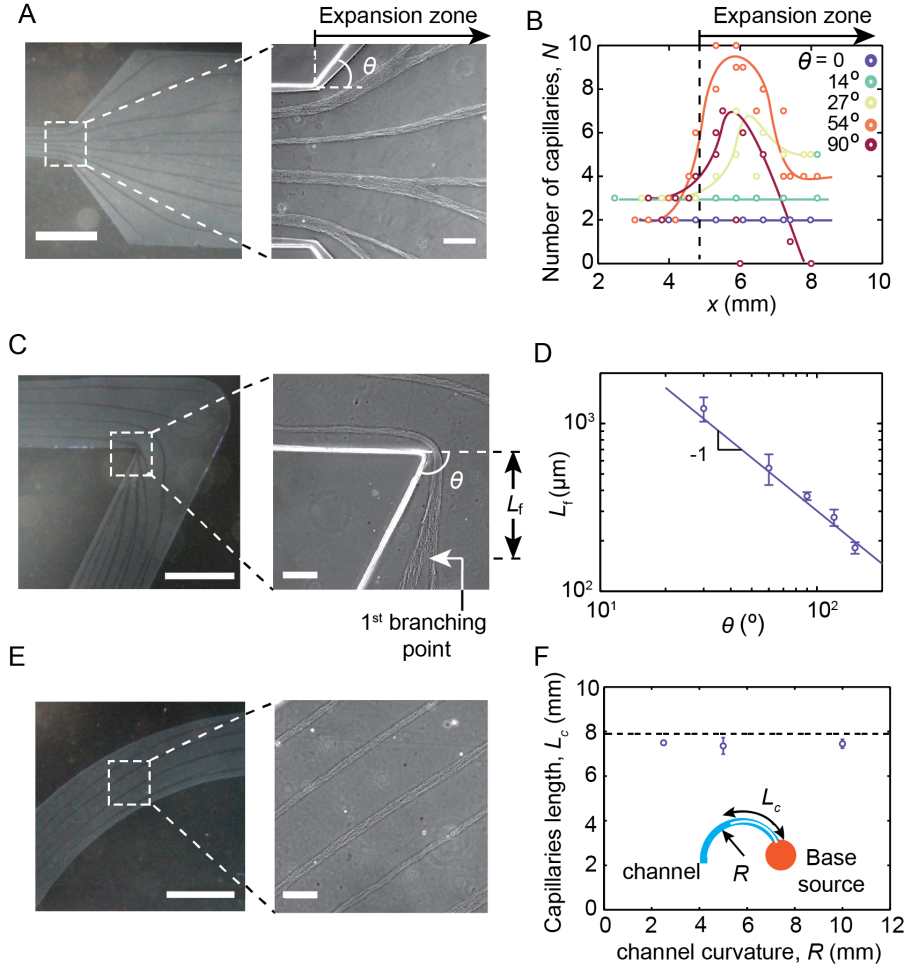 A
Expansion zone
θ
B
Expansion zone
Number of capillaries, N
10
8
6
4
2
0
2
4
6
8
10
x (mm)
θ = 0
14°
27°
54°
90°
C
θ
Lf
1st branching
point
D
Lf (μm)
10³
10²
10¹
10²
-1
θ (°)
E
F
Capillaries length, Lc (mm)
10
8
6
4
2
0
0
2
4
6
8
10
12
channel curvature, R (mm)
Lc
channel
R
Base
source